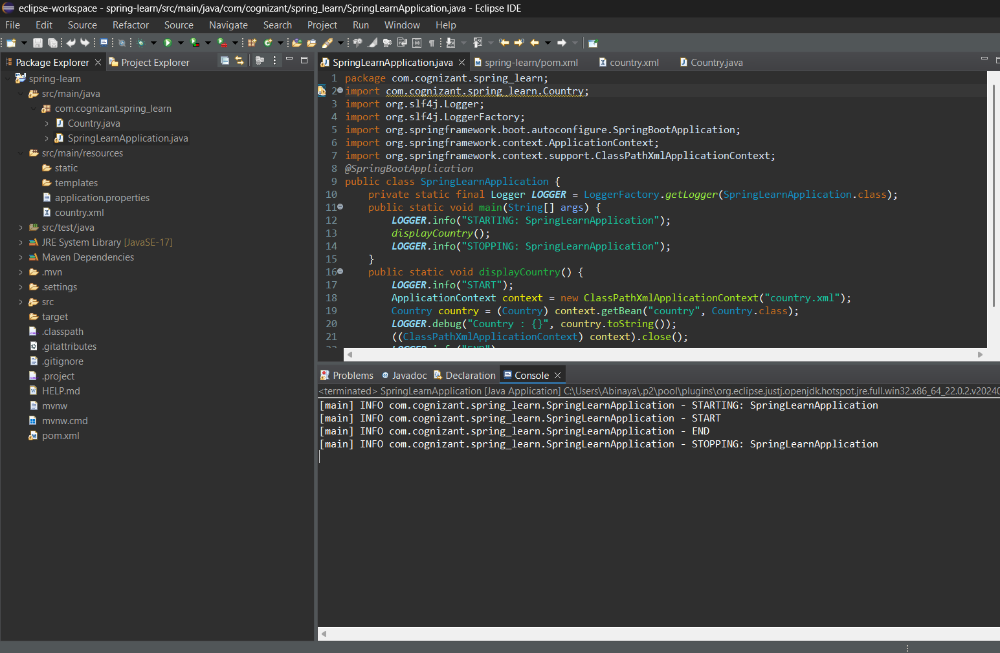 eclipse-workspace - spring-learn/src/main/java/com/cognizant/spring_learn/SpringLearnApplication.java - Eclipse IDE
File Edit Source Refactor Source Navigate Search Project Run Window Help
Package Explorer
Project Explorer
spring-learn
src/main/java
com.cognizant.spring_learn
Country.java
SpringLearnApplication.java
src/main/resources
static
templates
application.properties
country.xml
src/test/java
JRE System Library [JavaSE-17]
Maven Dependencies
.mvn
.settings
src
target
.classpath
.gitattributes
.gitignore
.project
HELP.md
mvnw
mvnw.cmd
pom.xml
SpringLearnApplication.java spring-learn/pom.xml country.xml Country.java
1 package com.cognizant.spring_learn;
2 import com.cognizant.spring_learn.Country;
3 import org.slf4j.Logger;
4 import org.slf4j.LoggerFactory;
5 import org.springframework.boot.autoconfigure.SpringBootApplication;
6 import org.springframework.context.ApplicationContext;
7 import org.springframework.context.support.ClassPathXmlApplicationContext;
8 @SpringBootApplication
9 public class SpringLearnApplication {
10 private static final Logger LOGGER = LoggerFactory.getLogger(SpringLearnApplication.class);
11 public static void main(String[] args) {
12 LOGGER.info("STARTING: SpringLearnApplication");
13 displayCountry();
14 LOGGER.info("STOPPING: SpringLearnApplication");
15 }
16 public static void displayCountry() {
17 LOGGER.info("START");
18 ApplicationContext context = new ClassPathXmlApplicationContext("country.xml");
19 Country country = (Country) context.getBean("country", Country.class);
20 LOGGER.debug("Country : {}", country.toString());
21 ((ClassPathXmlApplicationContext) context).close();
22 LOGGER.info("END")
Problems Javadoc Declaration Console
<terminated> SpringLearnApplication [Java Application] C:\Users\Abinaya\.p2\pool\plugins\org.eclipse.justj.openjdk.hotspot.jre.full.win32.x86_64_22.0.2.v20240
[main] INFO com.cognizant.spring_learn.SpringLearnApplication - STARTING: SpringLearnApplication
[main] INFO com.cognizant.spring_learn.SpringLearnApplication - START
[main] INFO com.cognizant.spring_learn.SpringLearnApplication - END
[main] INFO com.cognizant.spring_learn.SpringLearnApplication - STOPPING: SpringLearnApplication